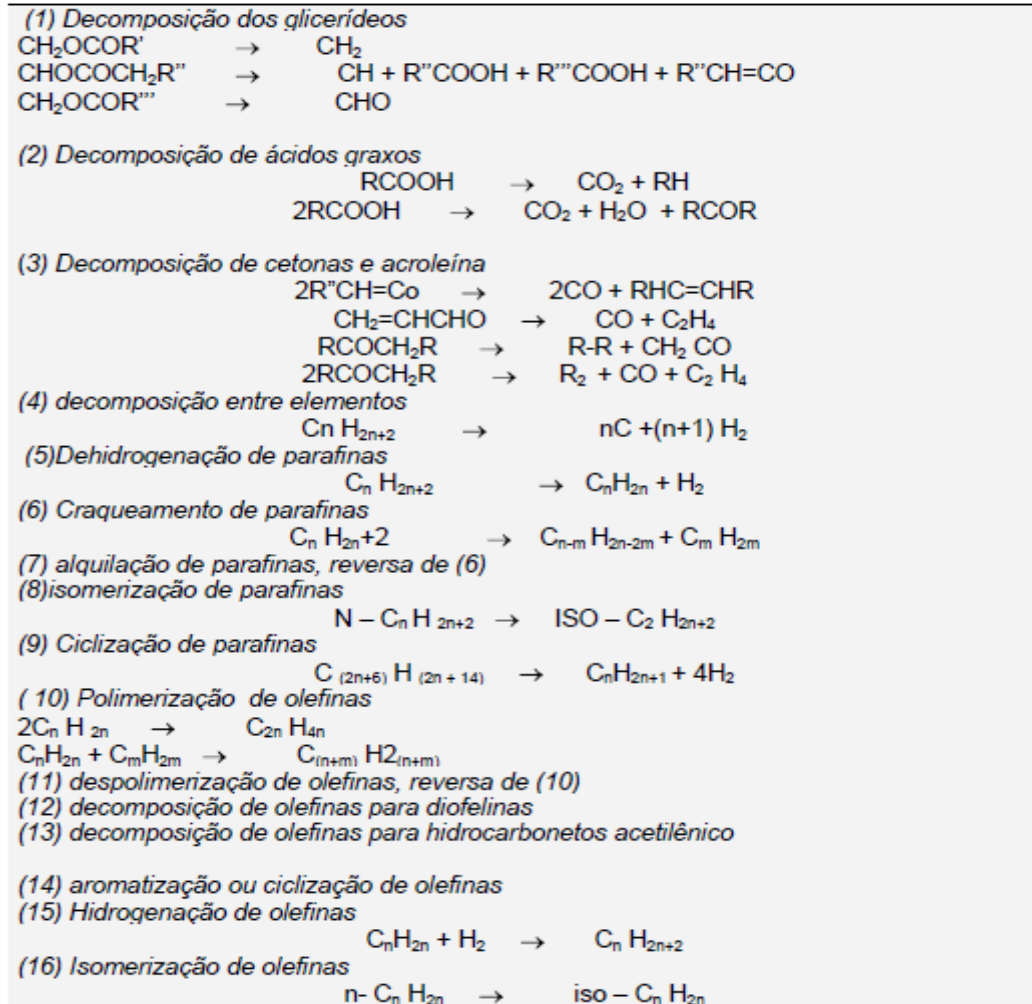 (1) Decomposição dos glicerídeos
CH₂OCOR' → CH₂
CHOCOCH₂R'' → CH + R''COOH + R'''COOH + R''CH=CO
CH₂OCOR''' → CHO
(2) Decomposição de ácidos graxos
RCOOH → CO₂ + RH
2RCOOH → CO₂ + H₂O + RCOR
(3) Decomposição de cetonas e acroleína
2R''CH=Co → 2CO + RHC=CHR
CH₂=CHCHO → CO + C₂H₄
RCOCH₂R → R-R + CH₂ CO
2RCOCH₂R → R₂ + CO + C₂ H₄
(4) decomposição entre elementos
Cn H₂ₙ₊₂ → nC +(n+1) H₂
(5)Dehidrogenação de parafinas
Cₙ H₂ₙ₊₂ → CₙH₂ₙ + H₂
(6) Craqueamento de parafinas
Cₙ H₂ₙ+2 → Cₙ₋ₘ H₂ₙ₋₂ₘ + Cₘ H₂ₘ
(7) alquilação de parafinas, reversa de (6)
(8)isomerização de parafinas
N – Cₙ H ₂ₙ₊₂ → ISO – C₂ H₂ₙ₊₂
(9) Ciclização de parafinas
C ₍₂ₙ₊₆₎ H ₍₂ₙ ₊ ₁₄₎ → CₙH₂ₙ₊₁ + 4H₂
( 10) Polimerização de olefinas
2Cₙ H ₂ₙ → C₂ₙ H₄ₙ
CₙH₂ₙ + CₘH₂ₘ → C₍ₙ₊ₘ₎ H2₍ₙ₊ₘ₎
(11) despolimerização de olefinas, reversa de (10)
(12) decomposição de olefinas para diofelinas
(13) decomposição de olefinas para hidrocarbonetos acetilênico
(14) aromatização ou ciclização de olefinas
(15) Hidrogenação de olefinas
CₙH₂ₙ + H₂ → Cₙ H₂ₙ₊₂
(16) Isomerização de olefinas
n- Cₙ H₂ₙ → iso – Cₙ H₂ₙ